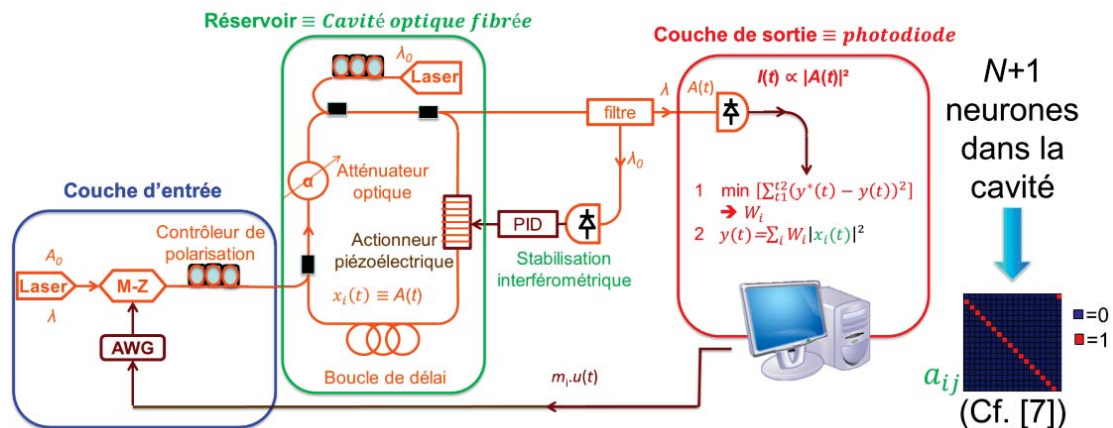 Réservoir ≡ Cavité optique fibrée
Couche de sortie ≡ photodiode
λ₀
Laser
I(t) ∝ |A(t)|²
λ
A(t)
filtre
λ₀
α
Atténuateur
optique
PID
Actionneur
piézoélectrique
Stabilisation
interférométrique
1 min [∑ₜ₁ᵗ²(y*(t) − y(t))²]
➔ Wᵢ
2 y(t)=∑ᵢ Wᵢ|xᵢ(t)|²
Couche d'entrée
Contrôleur de
polarisation
A₀
Laser
λ
M-Z
AWG
xᵢ(t) ≡ A(t)
Boucle de délai
mᵢ.u(t)
N+1
neurones
dans la
cavité
=0
=1
aᵢⱼ
(Cf. [7])